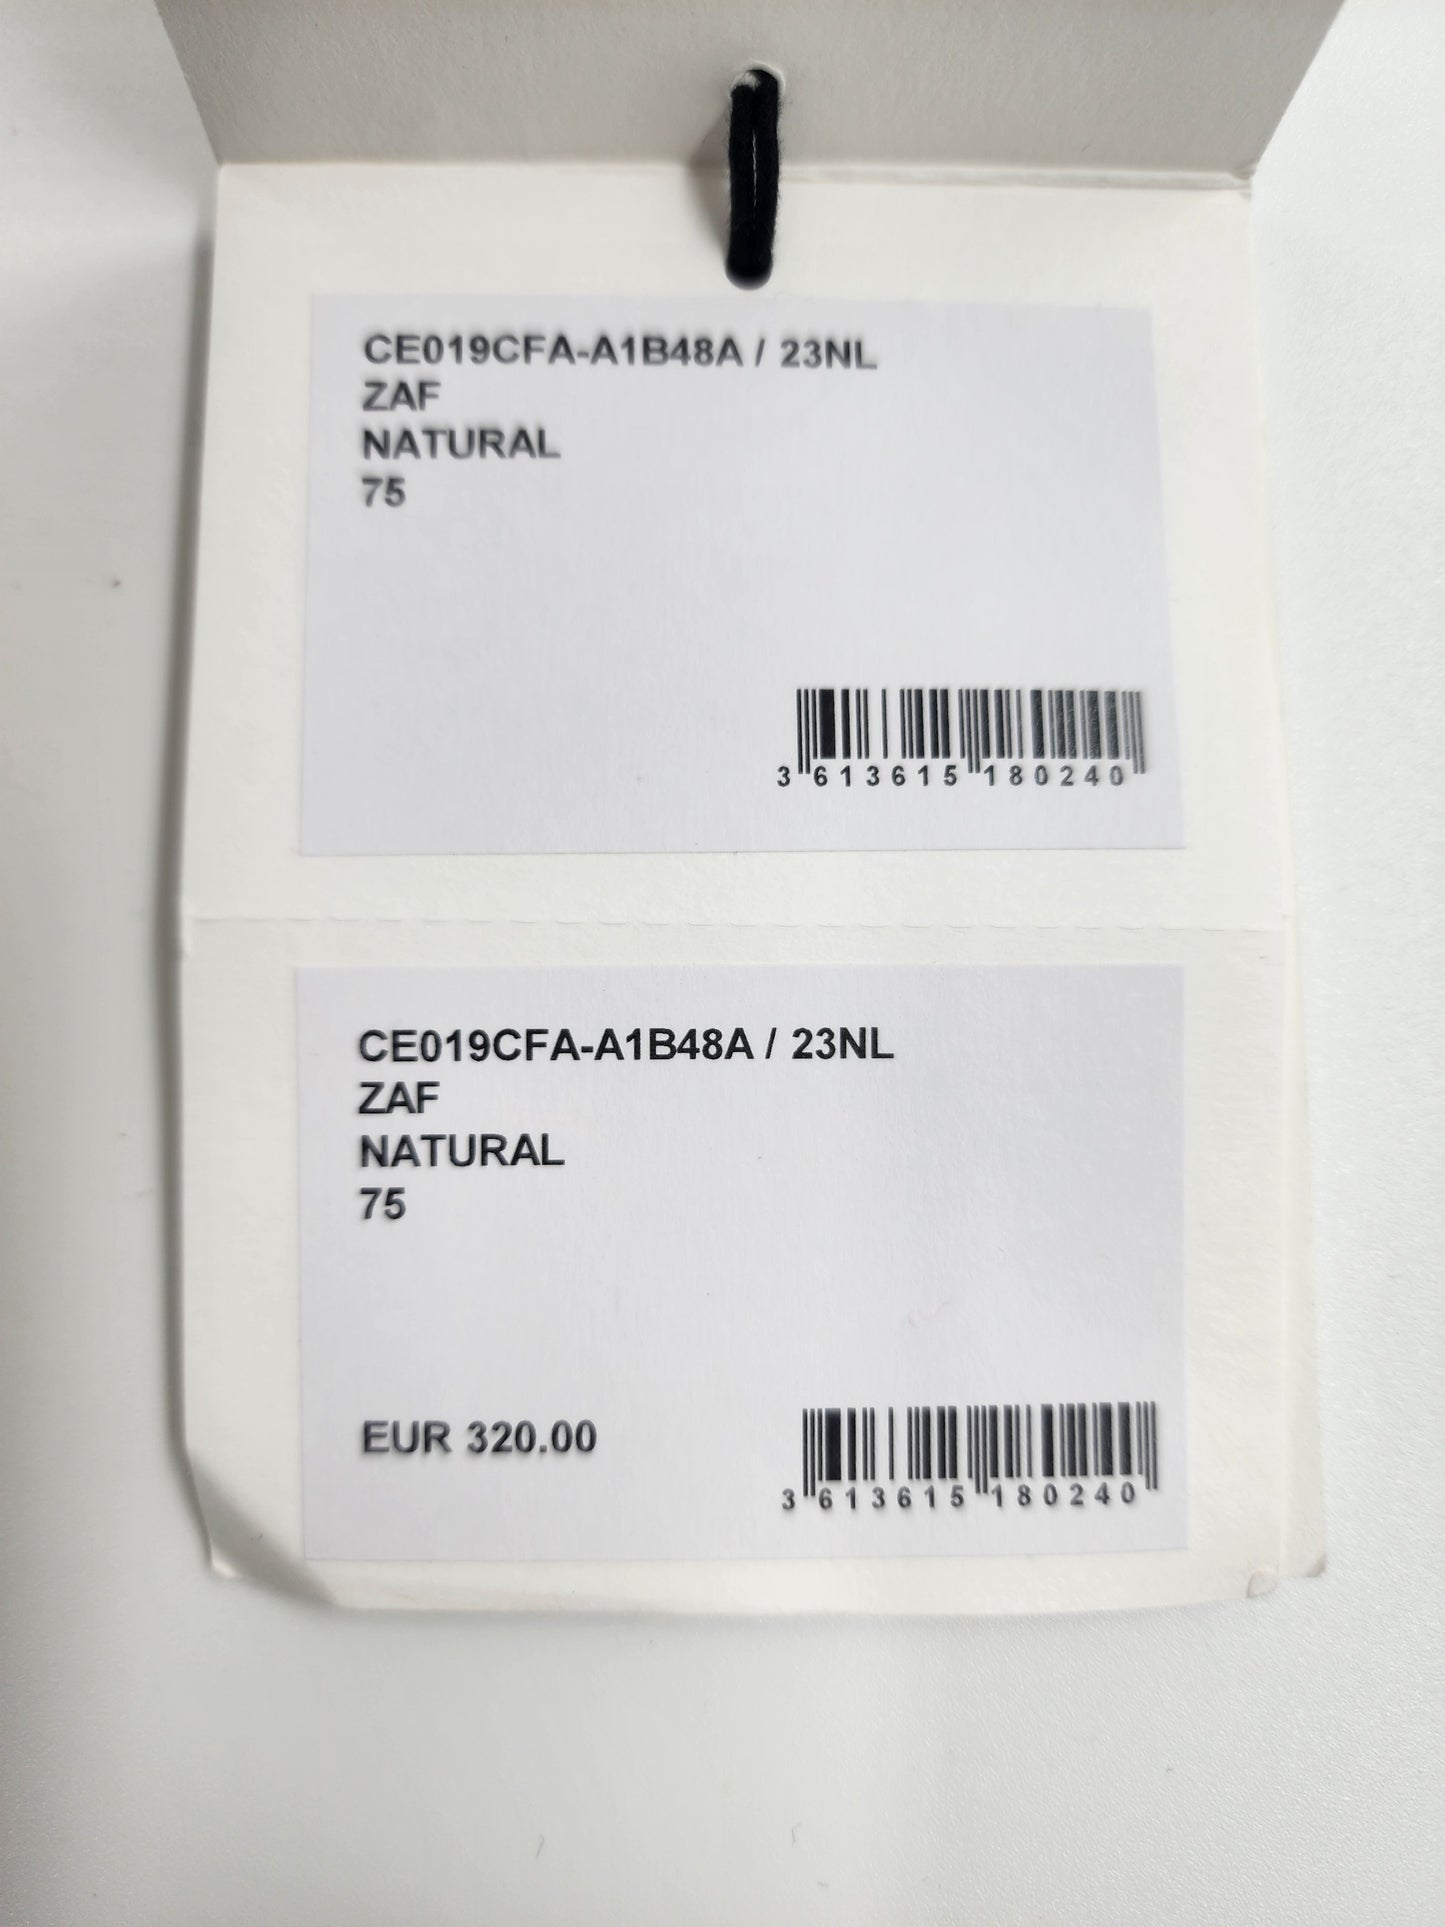 CE019CFA-A1B48A / 23NL
ZAF
NATURAL
75
3 613615 180240
CE019CFA-A1B48A / 23NL
ZAF
NATURAL
75
EUR 320.00
3 613615 180240